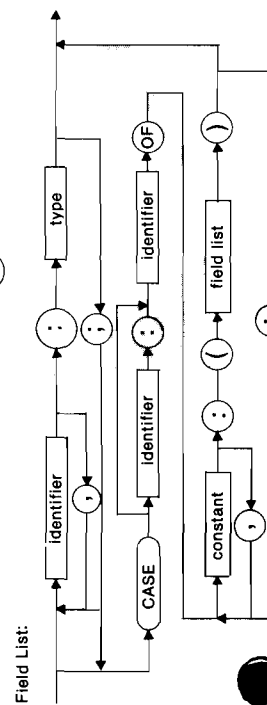 Field List:
identifier : type
, ;
CASE identifier : identifier OF
constant : ( field list )
,